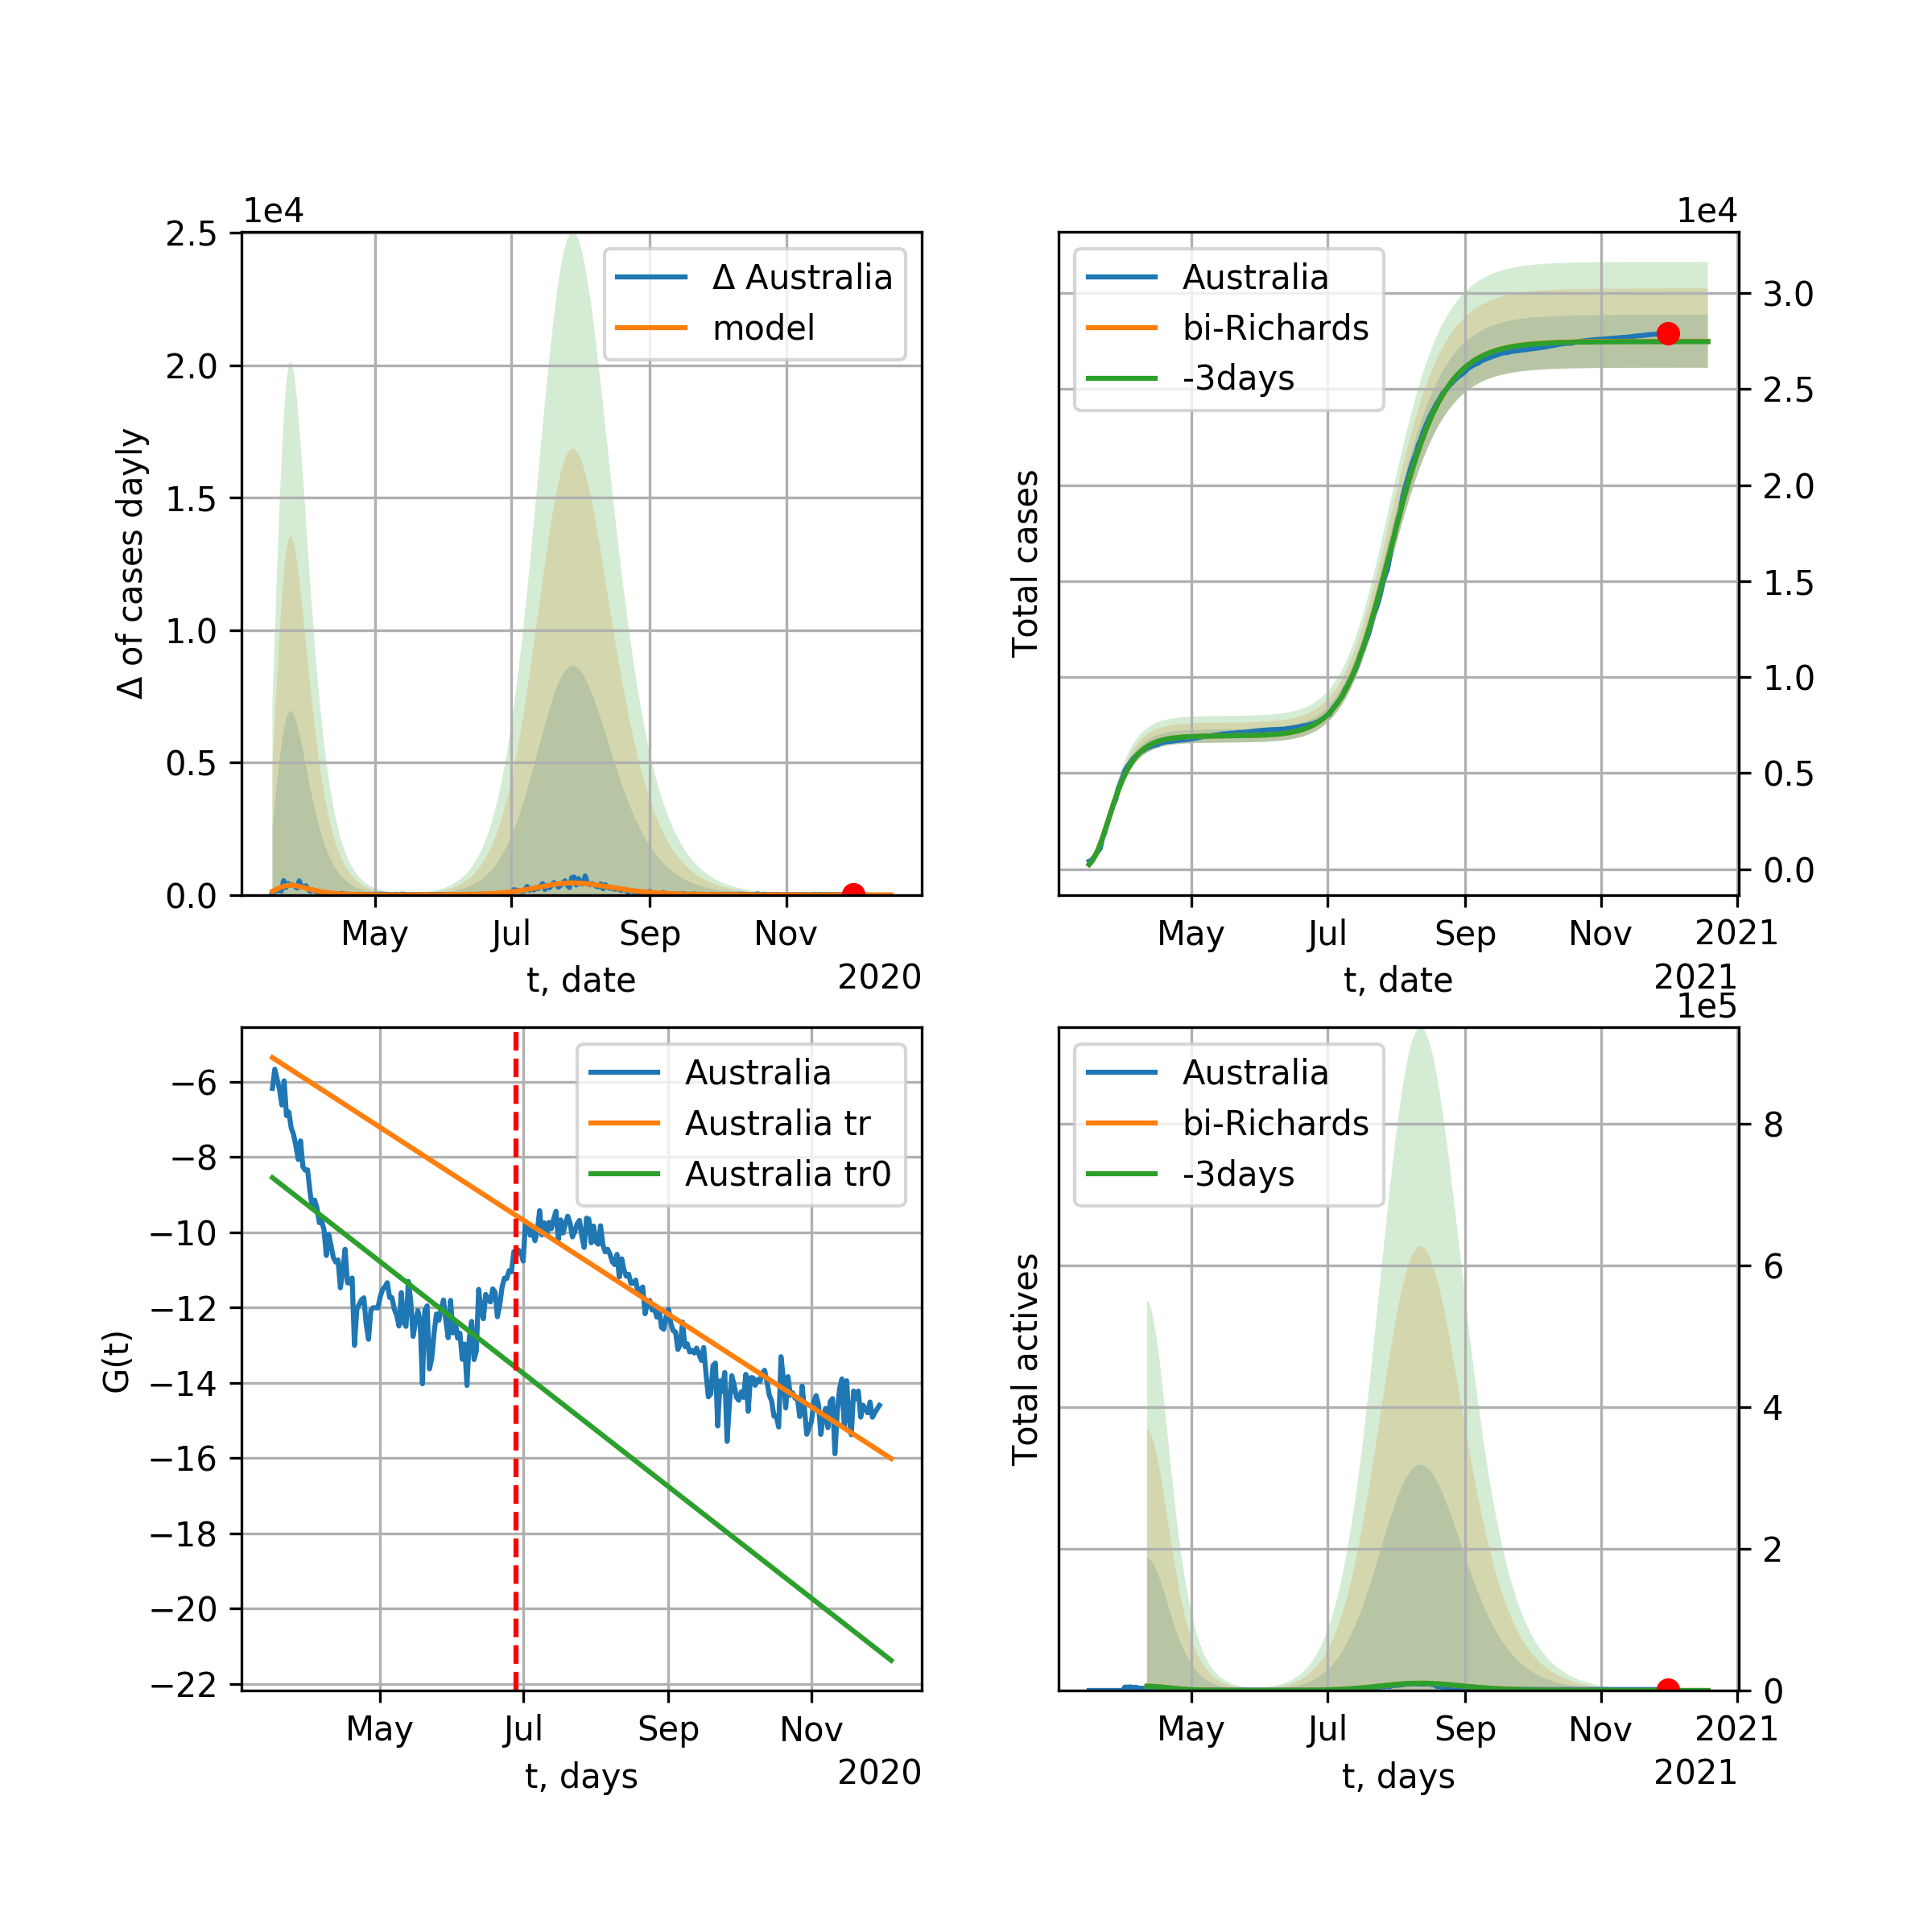 1e4
2.5
2.0
1.5
1.0
0.5
0.0
Δ of cases dayly
Δ Australia
model
May Jul Sep Nov
t, date
2020
1e4
Australia
bi-Richards
-3days
Total cases
3.0
2.5
2.0
1.5
1.0
0.5
0.0
May Jul Sep Nov 2021
t, date
2021
−6
−8
−10
−12
−14
−16
−18
−20
−22
G(t)
Australia
Australia tr
Australia tr0
May Jul Sep Nov
t, days
2020
1e5
Australia
bi-Richards
-3days
Total actives
8
6
4
2
0
May Jul Sep Nov 2021
t, days
2021